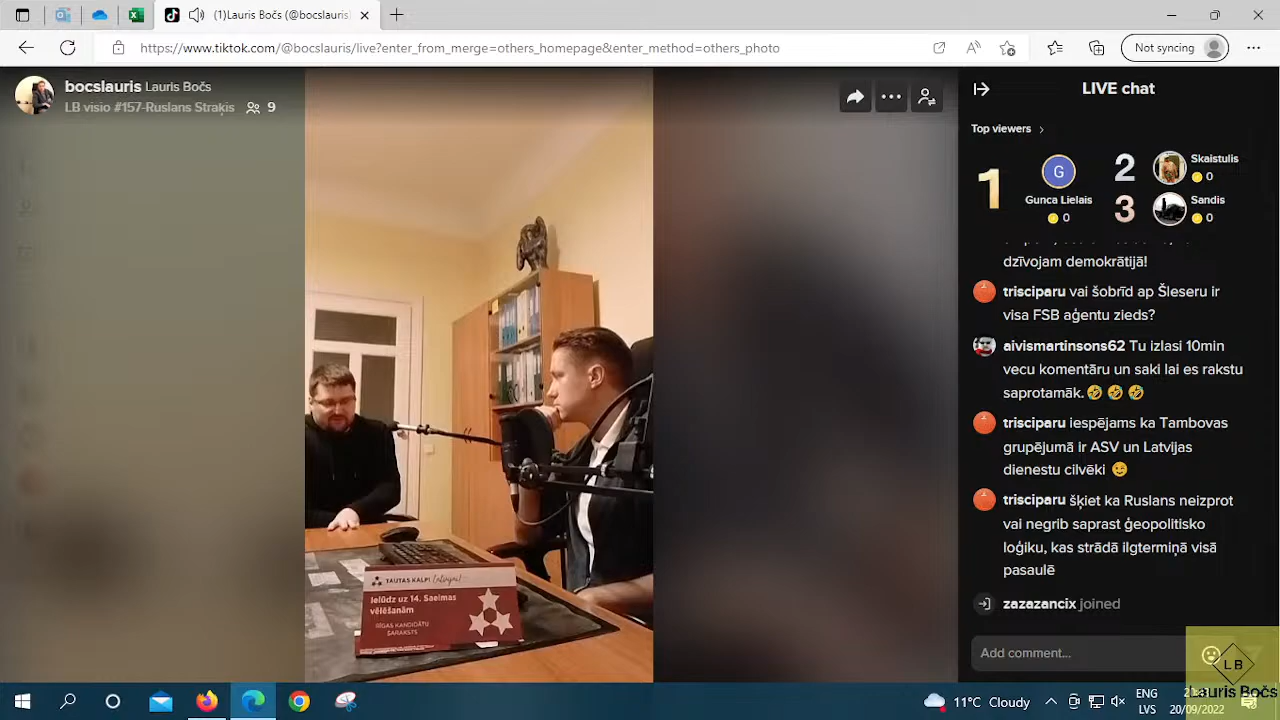 (1)Lauris Bočs (@bocslauris)
https://www.tiktok.com/@bocslauris/live?enter_from_merge=others_homepage&enter_method=others_photo
Not syncing
bocslauris Lauris Bočs
LB visio #157-Ruslans Straķis 9
LIVE chat
Top viewers
1
G
Gunca Lielais
0
2
Skaistulis
0
3
Sandis
0
dzīvojam demokrātijā!
trisciparu vai šobrīd ap Šleseru ir
visa FSB aģentu zieds?
aivismartinsons62 Tu izlasi 10min
vecu komentāru un saki lai es rakstu
saprotamāk.🤣🤣🤣
trisciparu iespējams ka Tambovas
grupējumā ir ASV un Latvijas
dienestu cilvēki 😉
trisciparu šķiet ka Ruslans neizprot
vai negrib saprast ģeopolitisko
loģiku, kas strādā ilgtermiņā visā
pasaulē
zazazancix joined
Add comment...
TAUTAS KALPI Latvijai!
Ielūdz uz 14. Saeimas
vēlēšanām
RĪGAS KANDIDĀTU
SARAKSTS
LB
Lauris Bočs
11°C Cloudy
ENG
LVS
20/09/2022